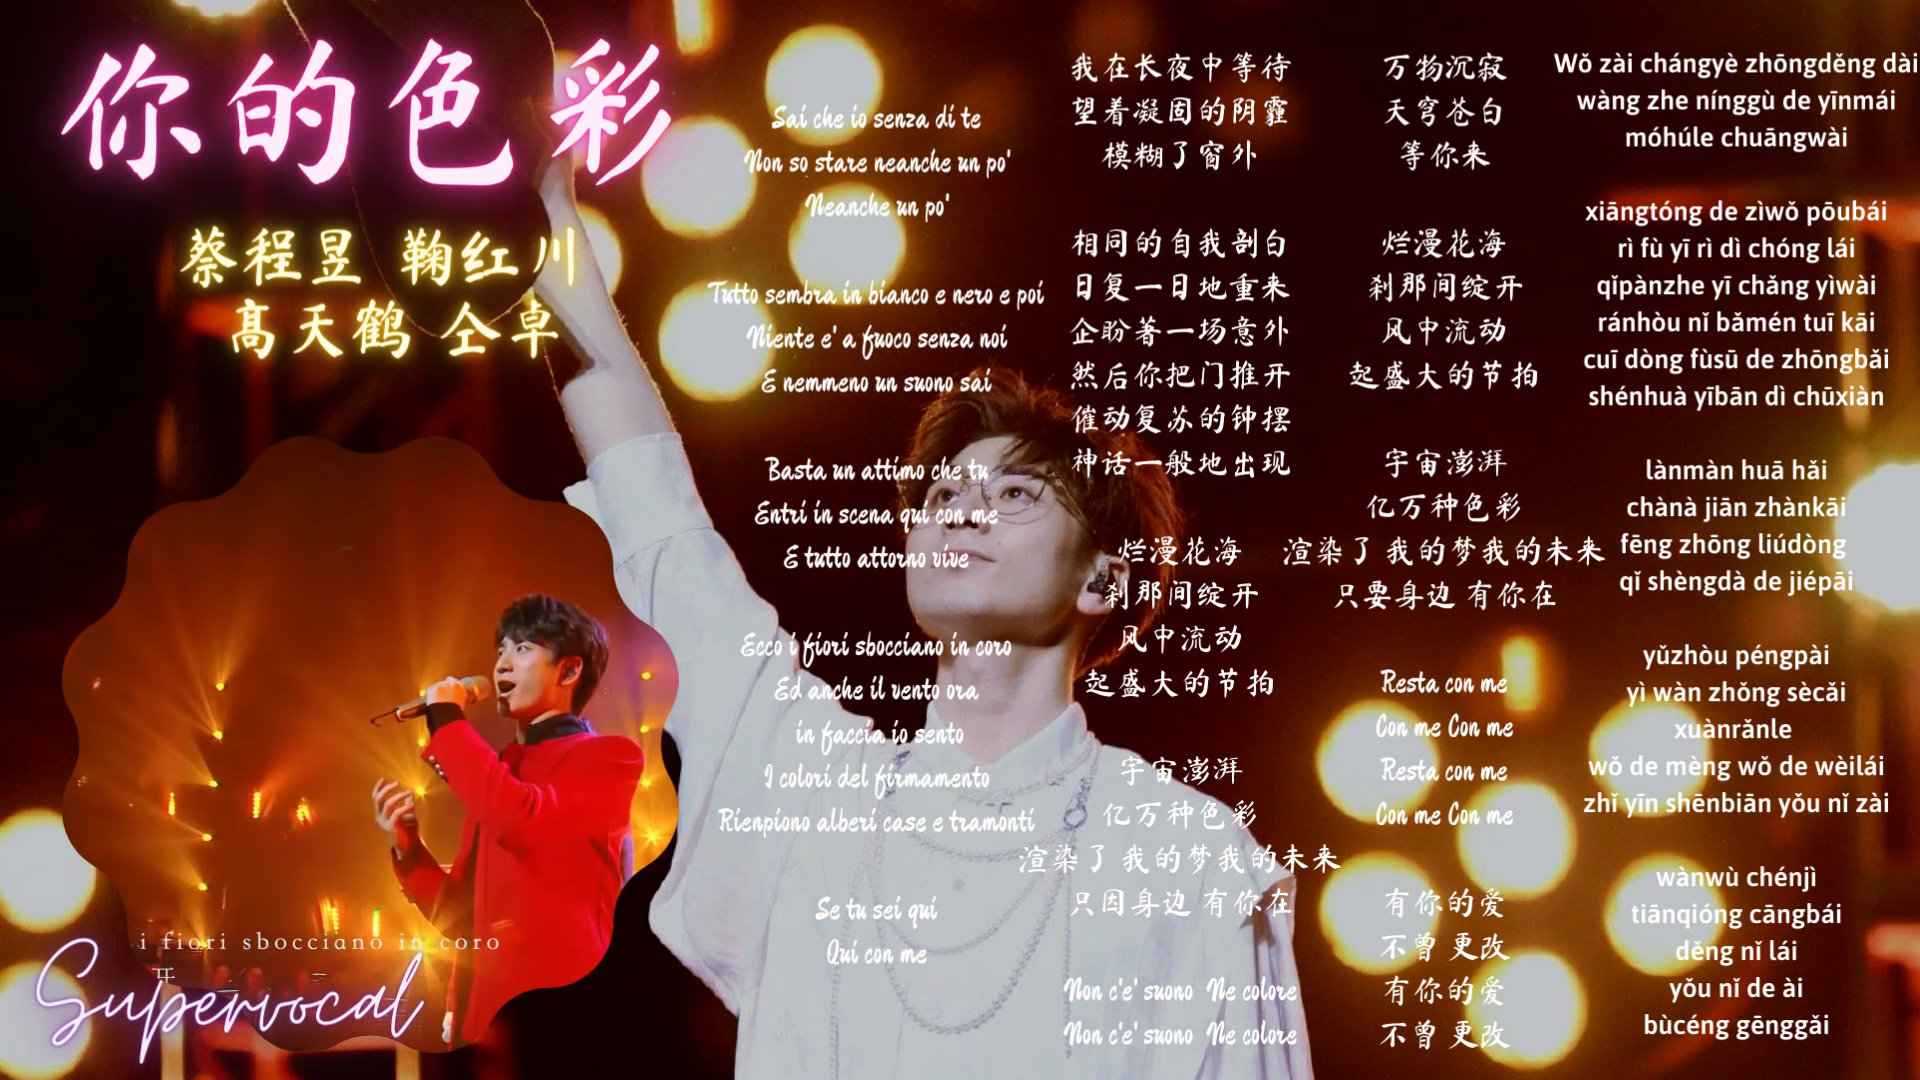 你的色彩
蔡程昱 鞠红川
高天鹤 仝卓
i fiori sbocciano in coro
Supervocal
Sai che io senza di te
Non so stare neanche un po'
Neanche un po'
Tutto sembra in bianco e nero e poi
Niente e' a fuoco senza noi
E nemmeno un suono sai
Basta un attimo che tu
Entri in scena qui con me
E tutto attorno vive
Ecco i fiori sbocciano in coro
Ed anche il vento ora
in faccia io sento
I colori del firmamento
Rienpiono alberi case e tramonti
Se tu sei qui
Qui con me
我在长夜中等待
望着凝固的阴霾
模糊了窗外
相同的自我剖白
日复一日地重来
企盼著一场意外
然后你把门推开
催动复苏的钟摆
神话一般地出现
烂漫花海
刹那间绽开
风中流动
起盛大的节拍
宇宙澎湃
亿万种色彩
渲染了 我的梦我的未来
只因身边 有你在
Non c'e' suono Ne colore
Non c'e' suono Ne colore
万物沉寂
天穹苍白
等你来
烂漫花海
刹那间绽开
风中流动
起盛大的节拍
宇宙澎湃
亿万种色彩
渲染了 我的梦我的未来
只要身边 有你在
Resta con me
Con me Con me
Resta con me
Con me Con me
有你的爱
不曾 更改
有你的爱
不曾 更改
Wǒ zài chángyè zhōngděng dài
wàng zhe nínggù de yīnmái
móhúle chuāngwài
xiāngtóng de zìwǒ pōubái
rì fù yī rì dì chóng lái
qǐpànzhe yī chǎng yìwài
ránhòu nǐ bǎmén tuī kāi
cuī dòng fùsū de zhōngbǎi
shénhuà yībān dì chūxiàn
lànmàn huā hǎi
chànà jiān zhànkāi
fēng zhōng liúdòng
qǐ shèngdà de jiépāi
yǔzhòu péngpài
yì wàn zhǒng sècǎi
xuànrǎnle
wǒ de mèng wǒ de wèilái
zhǐ yīn shēnbiān yǒu nǐ zài
wànwù chénjì
tiānqióng cāngbái
děng nǐ lái
yǒu nǐ de ài
bùcéng gēnggǎi